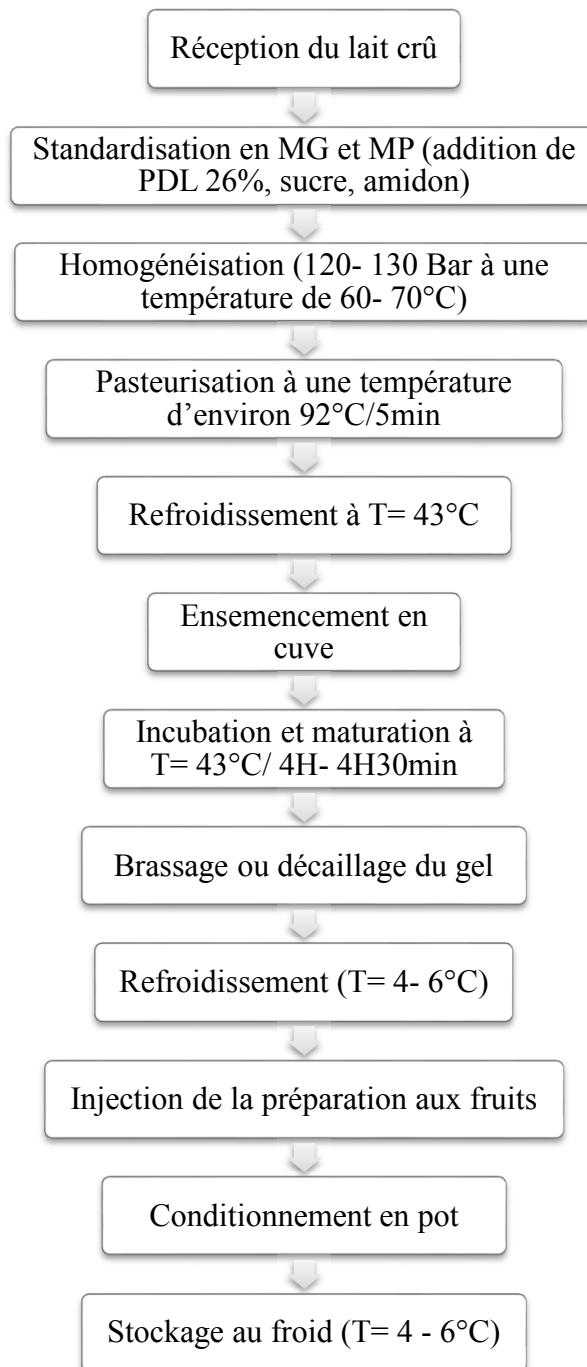 Réception du lait crû
Standardisation en MG et MP (addition de
PDL 26%, sucre, amidon)
Homogénéisation (120- 130 Bar à une
température de 60- 70°C)
Pasteurisation à une température
d'environ 92°C/5min
Refroidissement à T= 43°C
Ensemencement en
cuve
Incubation et maturation à
T= 43°C/ 4H- 4H30min
Brassage ou décaillage du gel
Refroidissement (T= 4- 6°C)
Injection de la préparation aux fruits
Conditionnement en pot
Stockage au froid (T= 4 - 6°C)